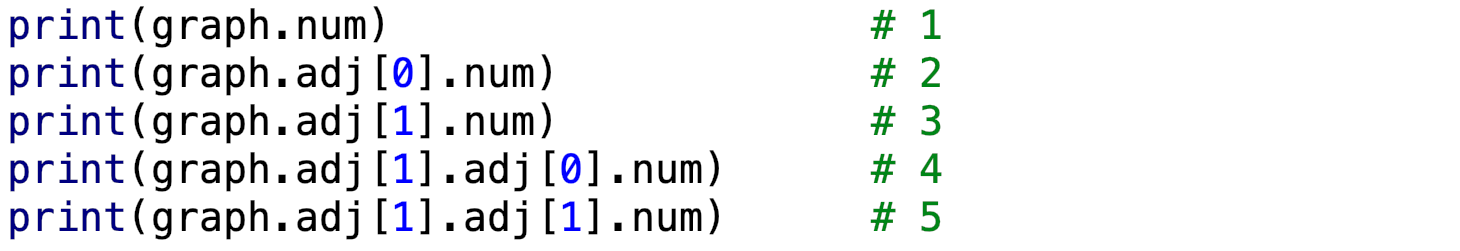 print(graph.num)                             # 1
print(graph.adj[0].num)                      # 2
print(graph.adj[1].num)                      # 3
print(graph.adj[1].adj[0].num)               # 4
print(graph.adj[1].adj[1].num)               # 5